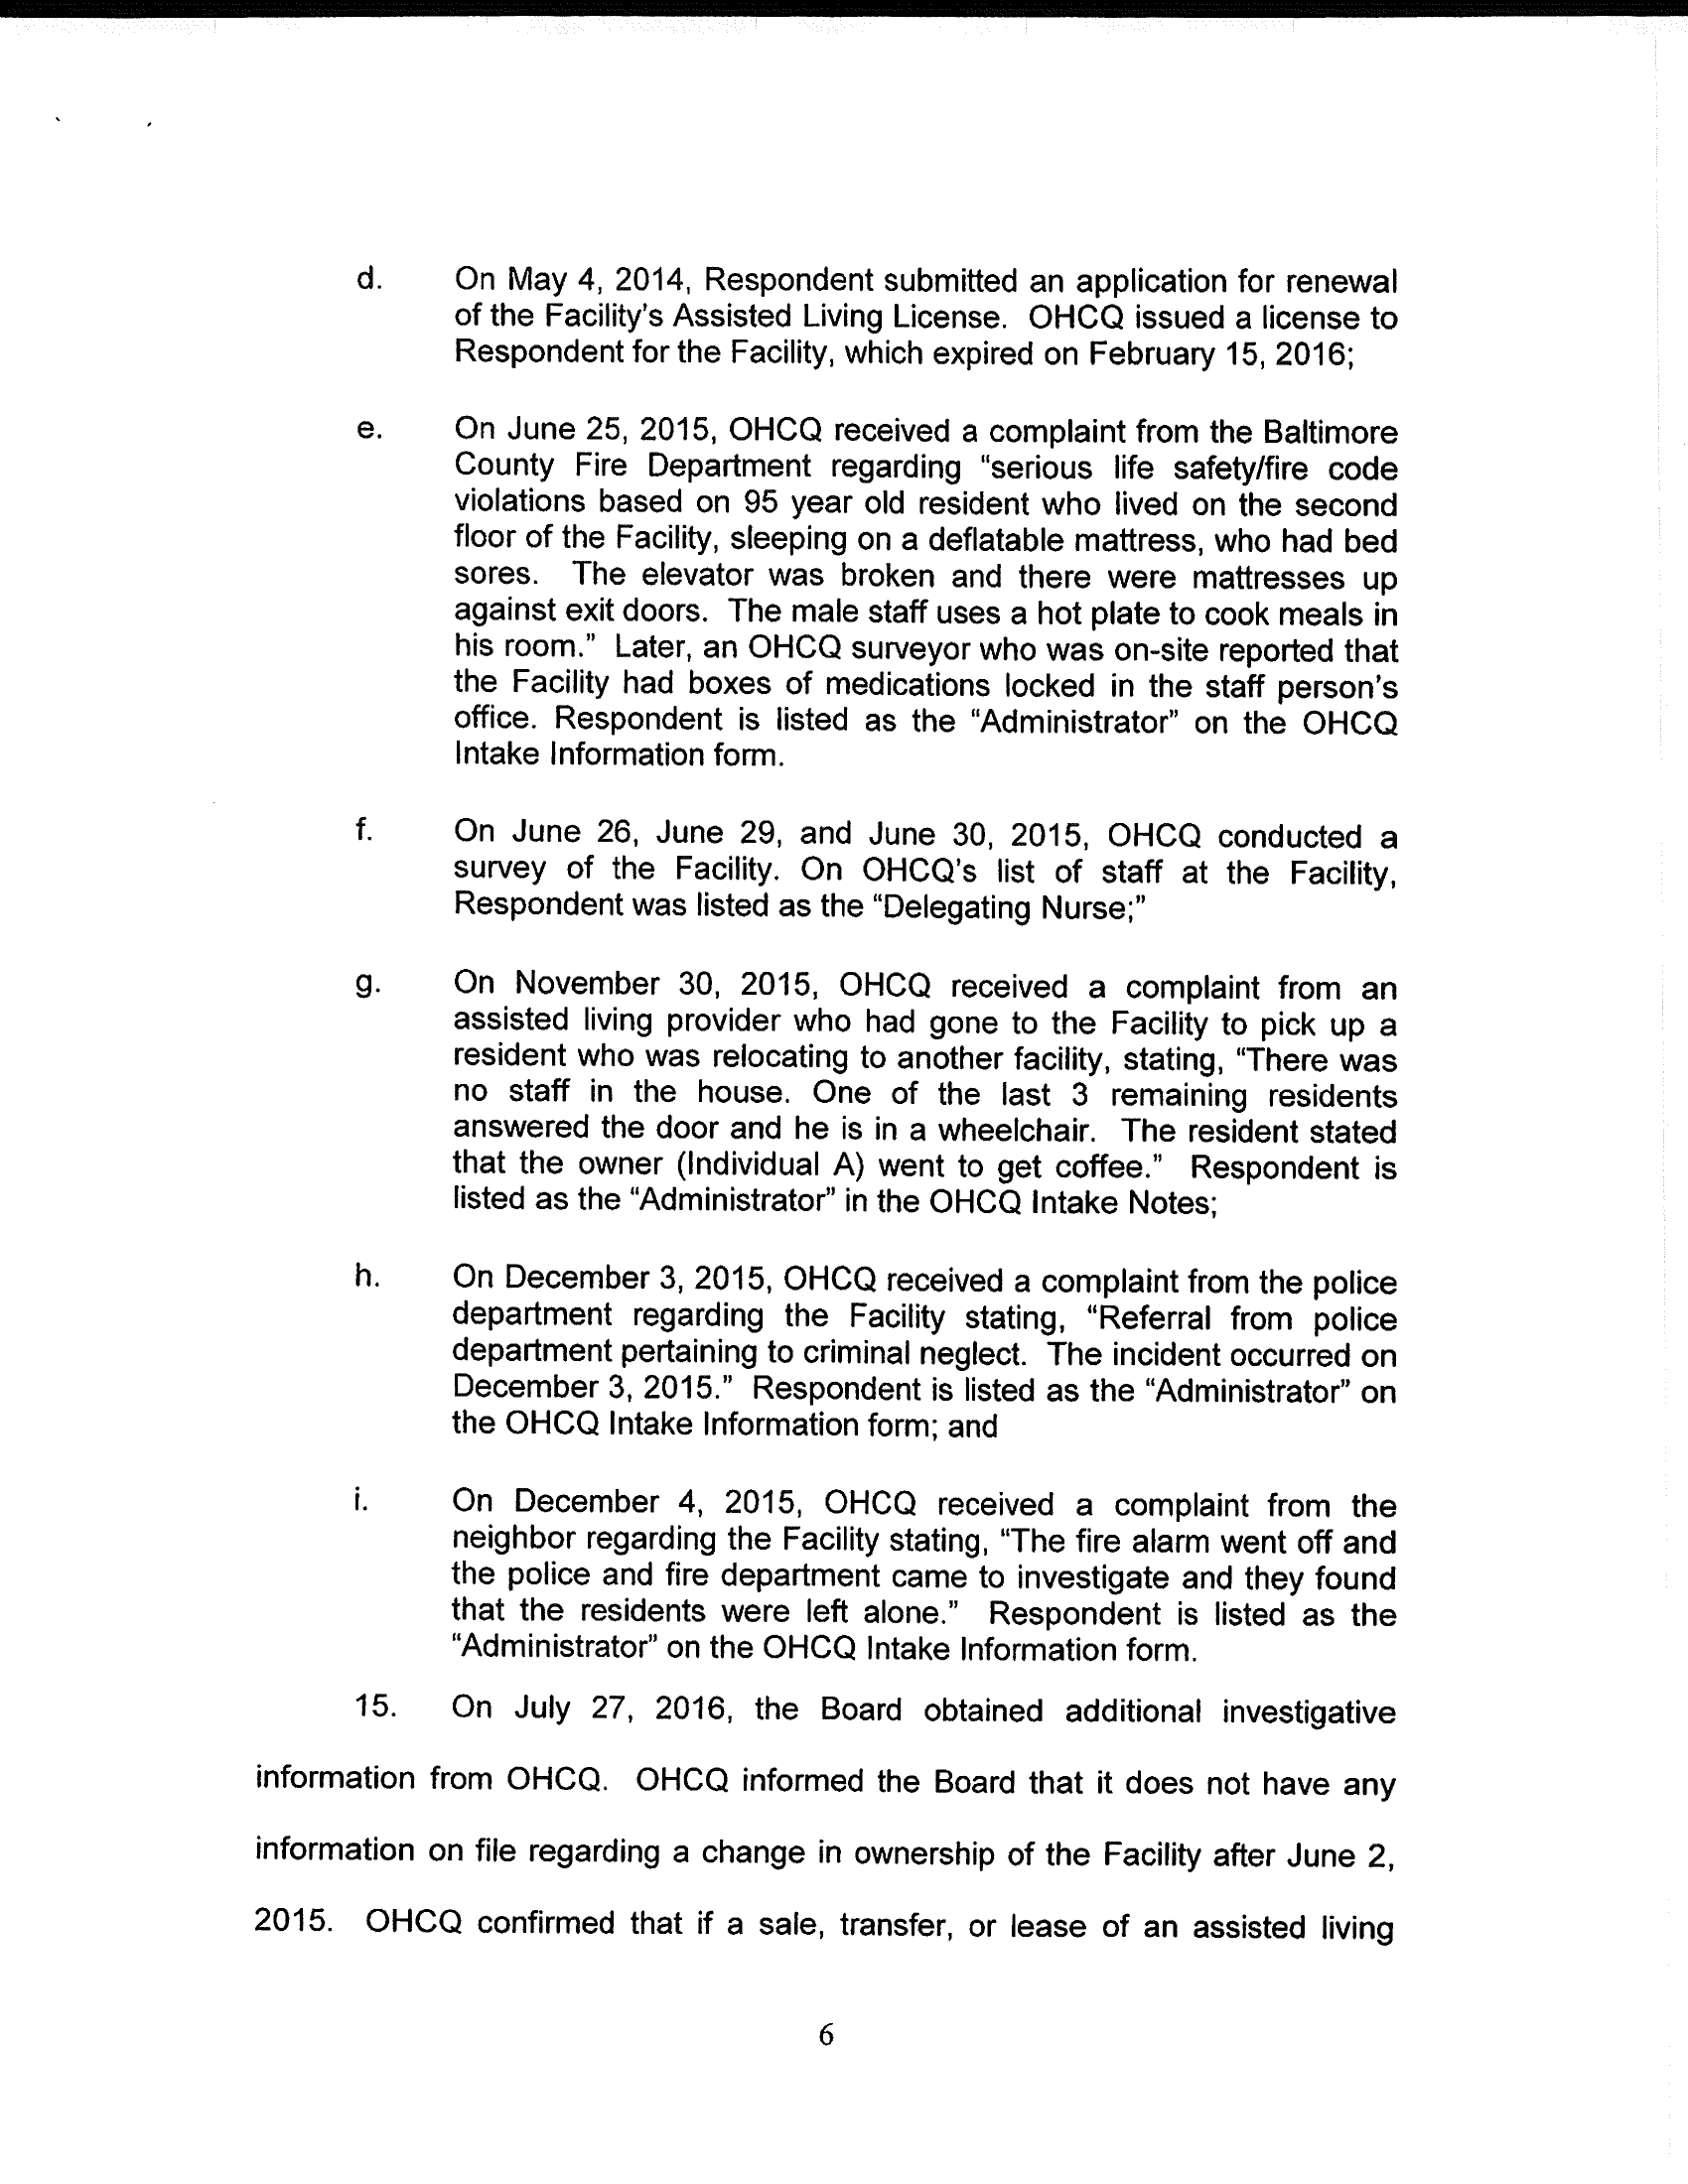 d. On May 4, 2014, Respondent submitted an application for renewal
of the Facility's Assisted Living License. OHCQ issued a license to
Respondent for the Facility, which expired on February 15, 2016;
e. On June 25, 2015, OHCQ received a complaint from the Baltimore
County Fire Department regarding “serious life safety/fire code
violations based on 95 year old resident who lived on the second
floor of the Facility, sleeping on a deflatable mattress, who had bed
sores. The elevator was broken and there were mattresses up
against exit doors. The male staff uses a hot plate to cook meals in
his room.” Later, an OHCQ surveyor who was on-site reported that
the Facility had boxes of medications locked in the staff person's
office. Respondent is listed as the “Administrator” on the OHCQ
Intake Information form.
f. On June 26, June 29, and June 30, 2015, OHCQ conducted a
survey of the Facility. On OHCQ's list of staff at the Facility,
Respondent was listed as the “Delegating Nurse;”
g. On November 30, 2015, OHCQ received a complaint from an
assisted living provider who had gone to the Facility to pick up a
resident who was relocating to another facility, stating, “There was
no staff in the house. One of the last 3 remaining residents
answered the door and he is in a wheelchair. The resident stated
that the owner (Individual A) went to get coffee.” Respondent is
listed as the “Administrator” in the OHCQ Intake Notes;
h. On December 3, 2015, OHCQ received a complaint from the police
department regarding the Facility stating, “Referral from police
department pertaining to criminal neglect. The incident occurred on
December 3, 2015.” Respondent is listed as the “Administrator” on
the OHCQ Intake Information form; and
i. On December 4, 2015, OHCQ received a complaint from the
neighbor regarding the Facility stating, “The fire alarm went off and
the police and fire department came to investigate and they found
that the residents were left alone.” Respondent is listed as the
“Administrator” on the OHCQ Intake Information form.
15. On July 27, 2016, the Board obtained additional investigative
information from OHCQ. OHCQ informed the Board that it does not have any
information on file regarding a change in ownership of the Facility after June 2,
2015. OHCQ confirmed that if a sale, transfer, or lease of an assisted living
6